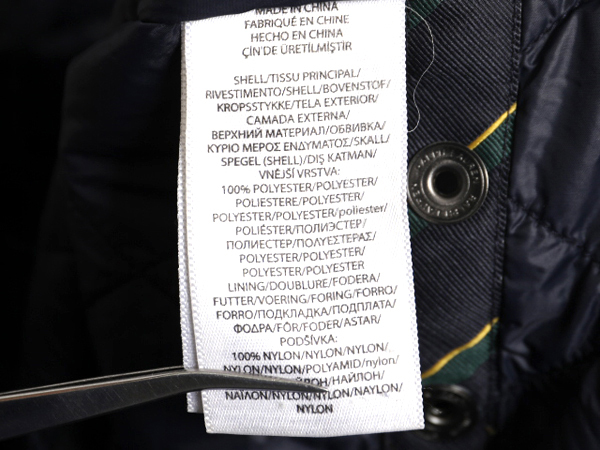 MADE IN CHINA
FABRIQUÉ EN CHINE
HECHO EN CHINA
ÇİN'DE ÜRETİLMİŞTİR
SHELL/TISSU PRINCIPAL/
RIVESTIMENTO/SHELL/BOVENSTOF/
KROPSSTYKKE/TELA EXTERIOR/
CAMADA EXTERNA/
ВЕРХНИЙ МАТЕРИАЛ/ОБВИВКА/
ΚΥΡΙΟ ΜΕΡΟΣ ΕΝΔΥΜΑΤΟΣ/SKALL/
SPEGEL (SHELL)/DIŞ KATMAN/
VNĚJŠÍ VRSTVA:
100% POLYESTER/POLYESTER/
POLIESTERE/POLYESTER/
POLYESTER/POLYESTER/poliester/
POLIÉSTER/ПОЛИЭСТЕР/
ПОЛИЕСТЕР/ΠΟΛΥΕΣΤΕΡΑΣ/
POLYESTER/POLYESTER/
POLYESTER/POLYESTER
LINING/DOUBLURE/FODERA/
FUTTER/VOERING/FORING/FORRO/
FORRO/ПОДКЛАДКА/ПОДПЛАТА/
ΦΟΔΡΑ/FÔR/FODER/ASTAR/
PODŠÍVKA:
100% NYLON/NYLON/NYLON/
NYLON/NYLON/POLYAMID/nylon/
НАЙЛОН/
ΝΑΪΛΟΝ/NYLON/NYLON/NAYLON/
NYLON